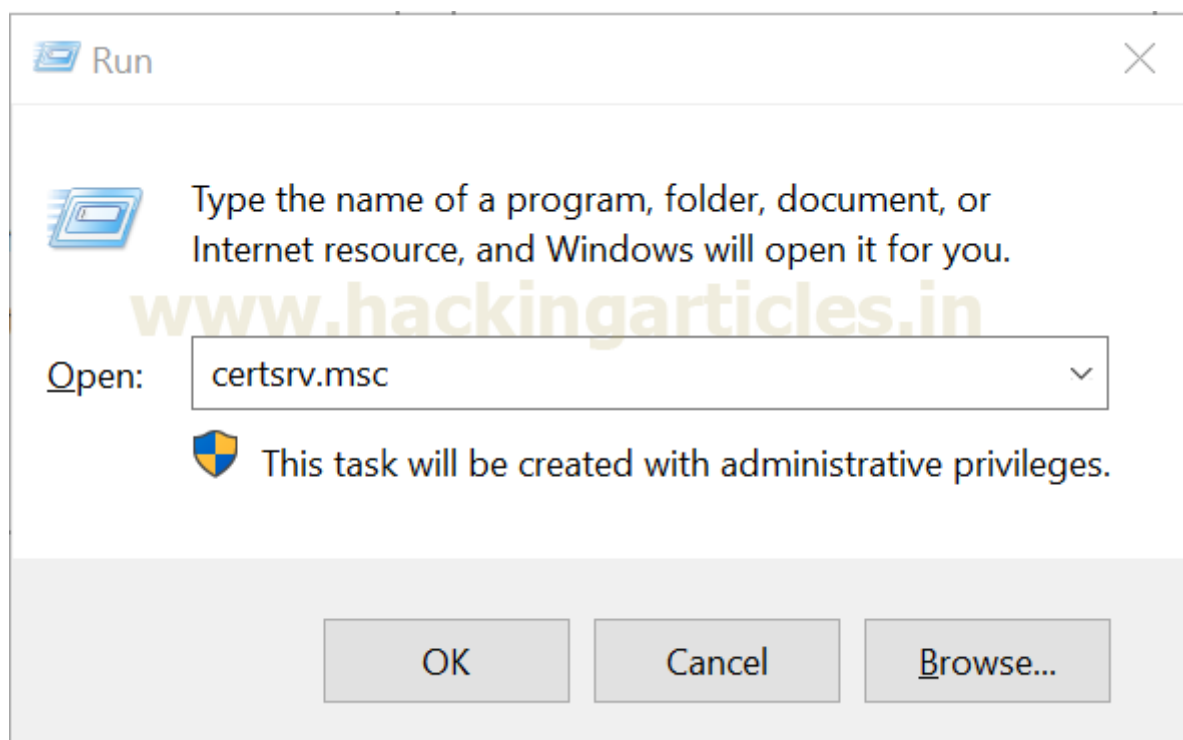 Run
Type the name of a program, folder, document, or
Internet resource, and Windows will open it for you.
www.hackingarticles.in
Open:
certsrv.msc
This task will be created with administrative privileges.
OK
Cancel
Browse...